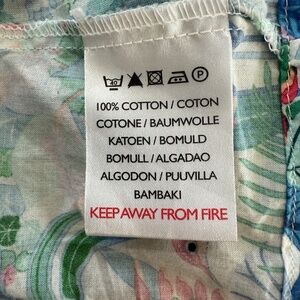 100% COTTON / COTON
COTONE / BAUMWOLLE
KATOEN / BOMULD
BOMULL / ALGADAO
ALGODON / PUUVILLA
BAMBAKI
KEEP AWAY FROM FIRE